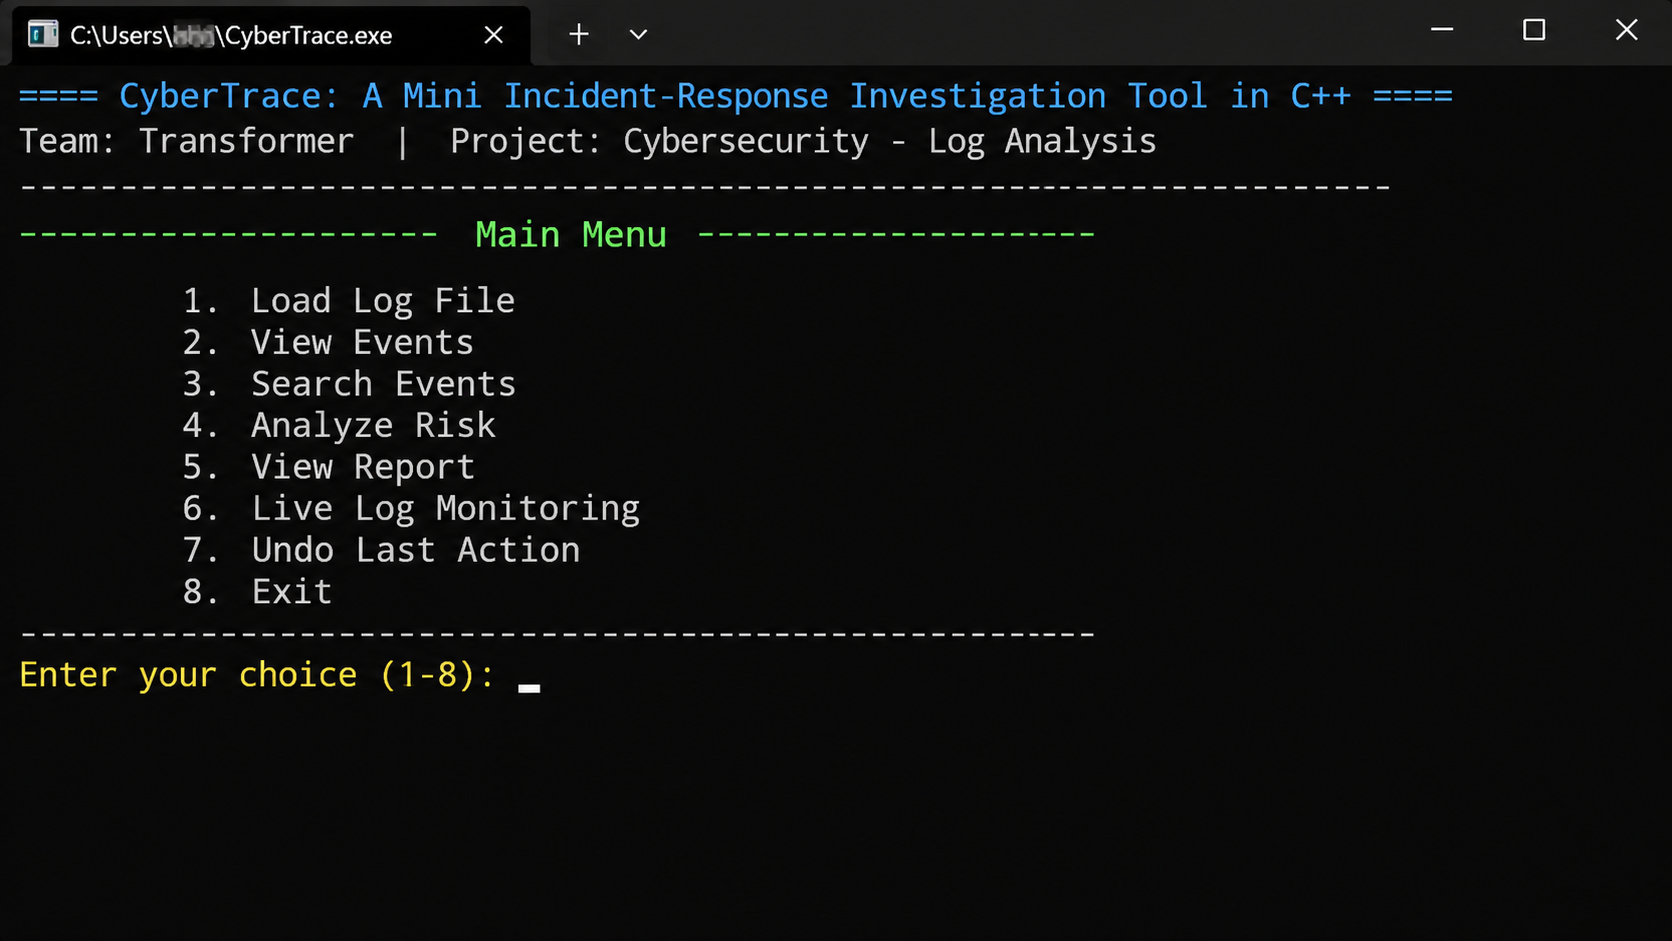 C:\Users\ \CyberTrace.exe
==== CyberTrace: A Mini Incident-Response Investigation Tool in C++ ====
Team: Transformer | Project: Cybersecurity - Log Analysis
---------------------------------------------------------------------
--------------------- Main Menu --------------------
1. Load Log File
2. View Events
3. Search Events
4. Analyze Risk
5. View Report
6. Live Log Monitoring
7. Undo Last Action
8. Exit
------------------------------------------------------
Enter your choice (1-8):